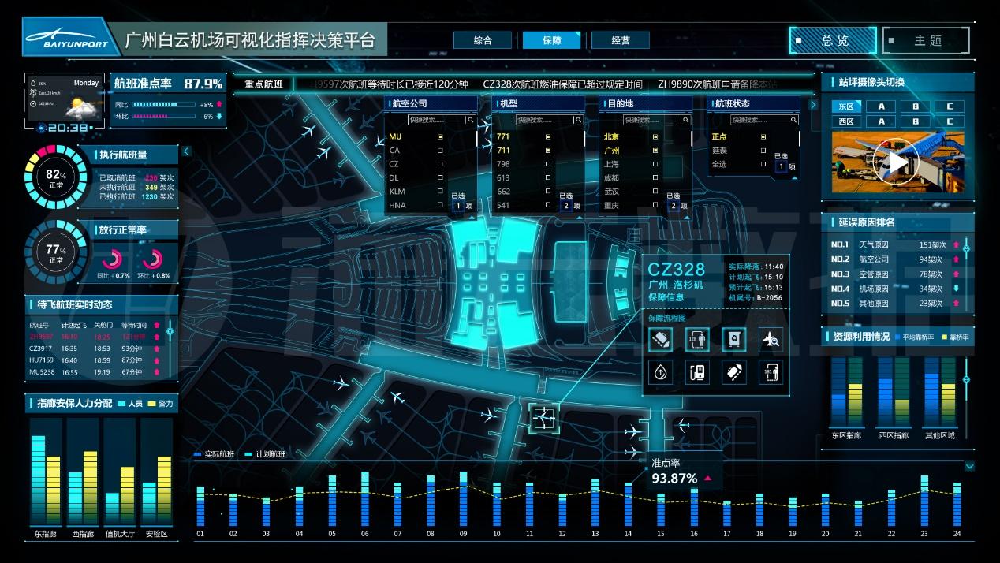 BAIYUNPORT
广州白云机场可视化指挥决策平台
综合
保障
经营
总览
主题
50%
Monday
East, 23 km/h
1013 hPa
20:38
航班准点率 87.9%
同比 +8%
环比 -6%
重点航班
H9597次航班等待时长已接近120分钟 CZ328次航班燃油保障已超过规定时间 ZH9890次航班申请备降本站
航空公司
快捷搜索......
MU
CA
CZ
DL
KLM
HNA
已选
1 项
机型
快捷搜索......
771
711
798
613
662
541
已选
2 项
目的地
快捷搜索......
北京
广州
上海
成都
武汉
重庆
已选
2 项
航班状态
快捷搜索......
正点
延误
全选
已选
1 项
站坪摄像头切换
东区 A B C
西区 A B C
82%
正常
执行航班量
已取消航班 230 架次
未执行航班 349 架次
已执行航班 1230 架次
77%
正常
放行正常率
同比 + 0.7%
环比 + 0.8%
待飞航班实时动态
航班号 计划起飞 关舱门 等待时间
ZH9597 16:10 18:25 121分钟
CZ3917 16:35 18:53 93分钟
HU7169 16:40 18:59 87分钟
MU5238 16:55 19:19 67分钟
指廊安保人力分配 人员 警力
东指廊 西指廊 值机大厅 安检区
CZ328
广州-洛杉矶
保障信息
实际降落: 11:40
计划起飞: 15:10
预计起飞: 15:13
机尾号: B-2056
保障流程图
延误原因排名
NO.1 天气原因 151架次
NO.2 航空公司 94架次
NO.3 空管原因 78架次
NO.4 机场原因 34架次
NO.5 其他原因 23架次
资源利用情况 平均靠桥率 靠桥率
东区指廊 西区指廊 其他区域
实际航班 计划航班
准点率
93.87%
01 02 03 04 05 06 07 08 09 10 11 12 13 14 15 16 17 18 19 20 21 22 23 24